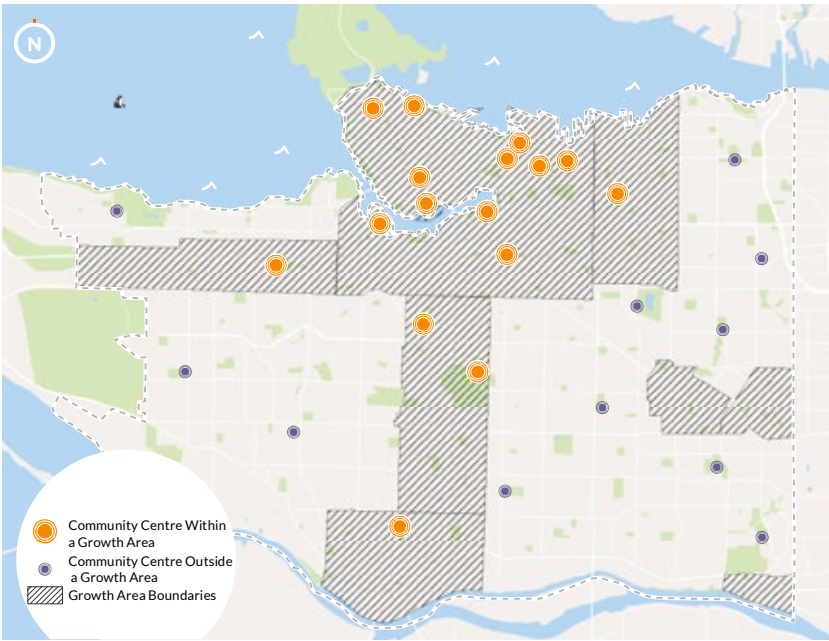 N
Community Centre Within
a Growth Area
Community Centre Outside
a Growth Area
Growth Area Boundaries